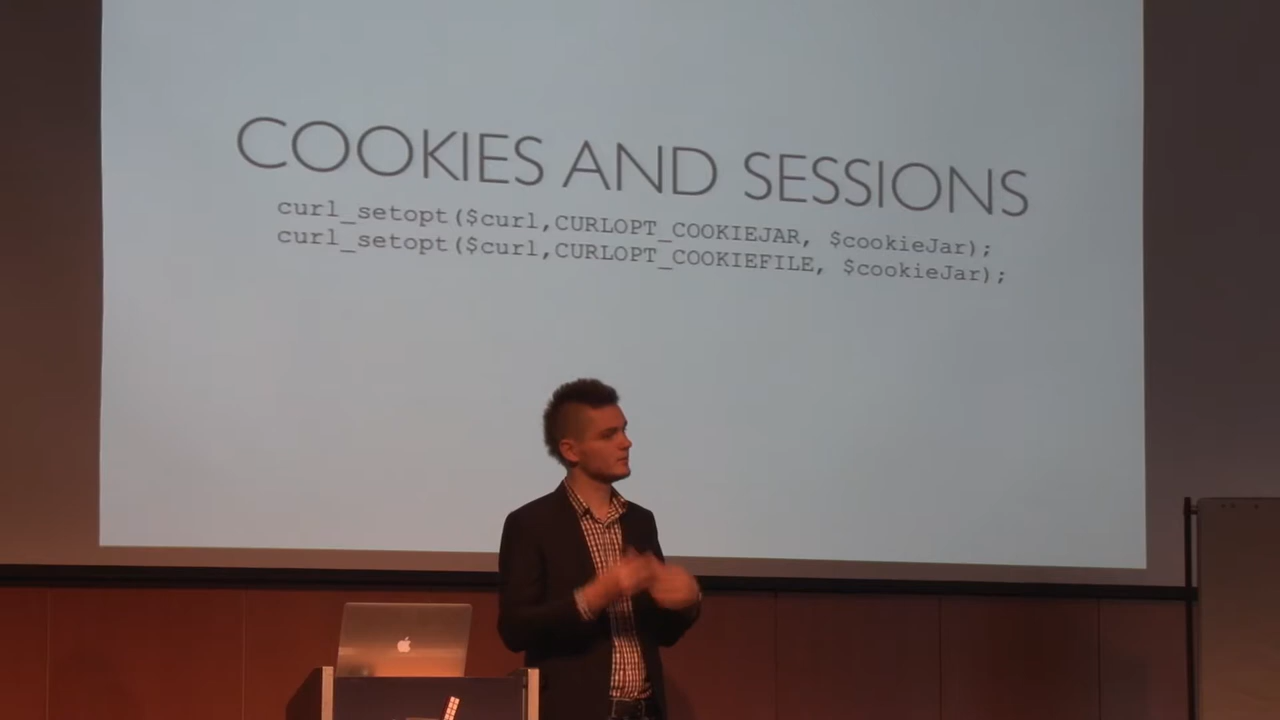 COOKIES AND SESSIONS
curl_setopt($curl,CURLOPT_COOKIEJAR, $cookieJar);
curl_setopt($curl,CURLOPT_COOKIEFILE, $cookieJar);